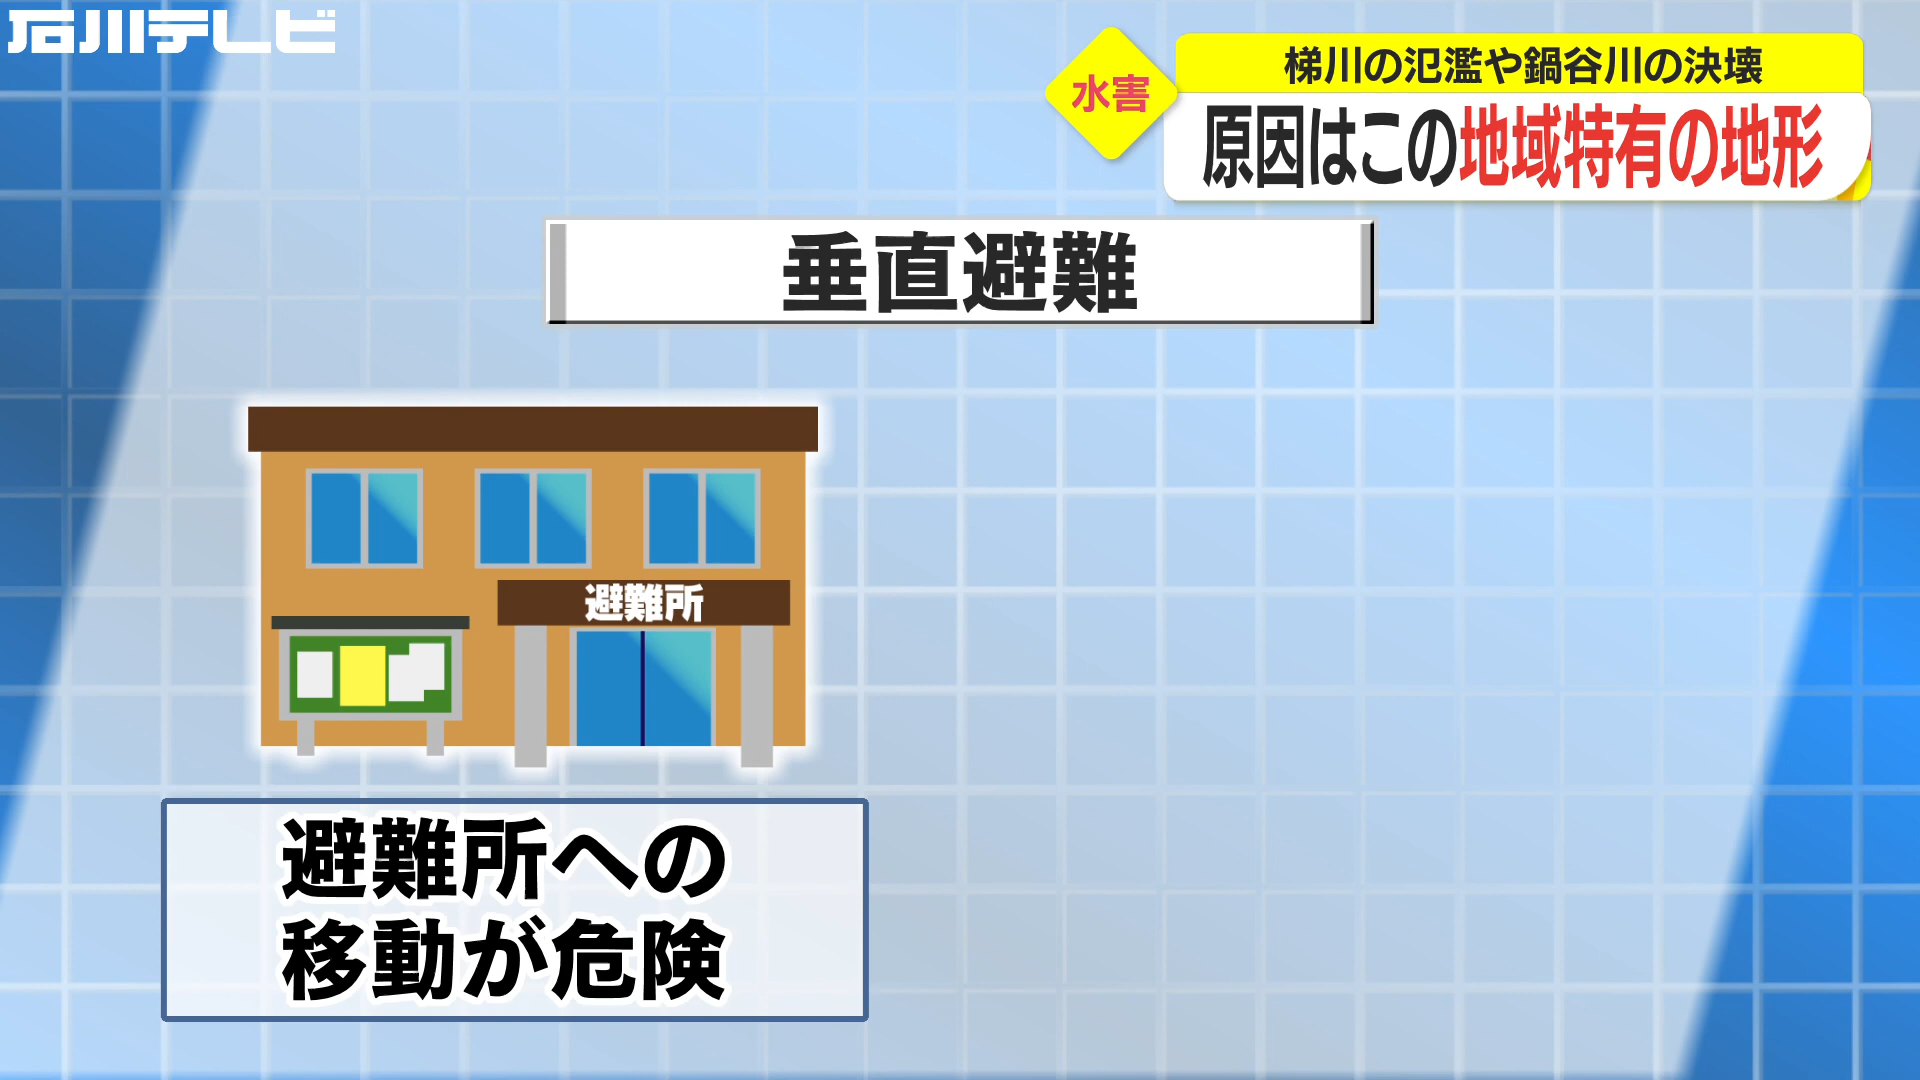 石川テレビ
水害
梯川の氾濫や鍋谷川の決壊
原因はこの地域特有の地形
垂直避難
避難所
避難所への
移動が危険